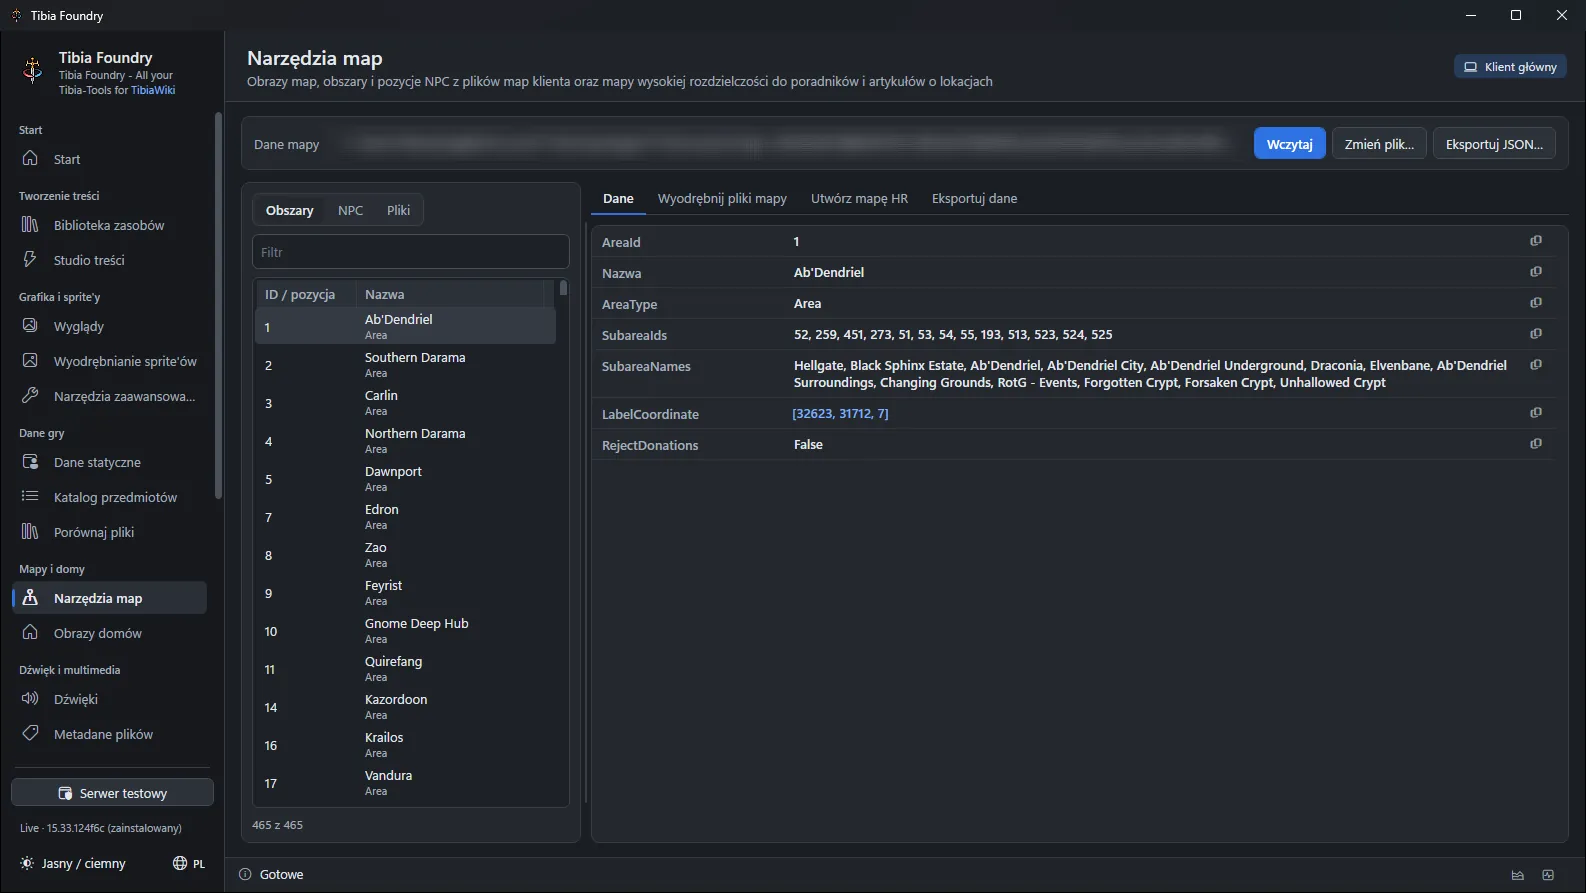 Tibia Foundry
Tibia Foundry
Tibia Foundry - All your
Tibia-Tools for TibiaWiki
Start
Start
Tworzenie treści
Biblioteka zasobów
Studio treści
Grafika i sprite'y
Wyglądy
Wyodrębnianie sprite'ów
Narzędzia zaawansowa...
Dane gry
Dane statyczne
Katalog przedmiotów
Porównaj pliki
Mapy i domy
Narzędzia map
Obrazy domów
Dźwięk i multimedia
Dźwięki
Metadane plików
Serwer testowy
Live · 15.33.124f6c (zainstalowany)
Jasny / ciemny
PL
Narzędzia map
Obrazy map, obszary i pozycje NPC z plików map klienta oraz mapy wysokiej rozdzielczości do poradników i artykułów o lokacjach
Klient główny
Dane mapy
Wczytaj
Zmień plik...
Eksportuj JSON...
Obszary
NPC
Pliki
Filtr
ID / pozycja
Nazwa
1
Ab'Dendriel
Area
2
Southern Darama
Area
3
Carlin
Area
4
Northern Darama
Area
5
Dawnport
Area
7
Edron
Area
8
Zao
Area
9
Feyrist
Area
10
Gnome Deep Hub
Area
11
Quirefang
Area
14
Kazordoon
Area
16
Krailos
Area
17
Vandura
Area
465 z 465
Dane
Wyodrębnij pliki mapy
Utwórz mapę HR
Eksportuj dane
AreaId
1
Nazwa
Ab'Dendriel
AreaType
Area
SubareaIds
52, 259, 451, 273, 51, 53, 54, 55, 193, 513, 523, 524, 525
SubareaNames
Hellgate, Black Sphinx Estate, Ab'Dendriel, Ab'Dendriel City, Ab'Dendriel Underground, Draconia, Elvenbane, Ab'Dendriel
Surroundings, Changing Grounds, RotG - Events, Forgotten Crypt, Forsaken Crypt, Unhallowed Crypt
LabelCoordinate
[32623, 31712, 7]
RejectDonations
False
Gotowe